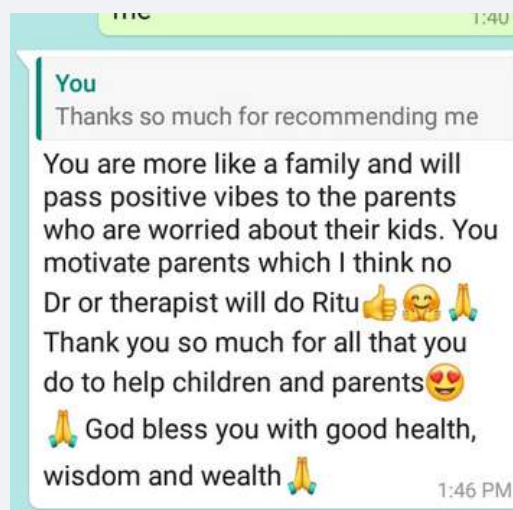 me
1:40
You
Thanks so much for recommending me
You are more like a family and will
pass positive vibes to the parents
who are worried about their kids. You
motivate parents which I think no
Dr or therapist will do Ritu👍🤗🙏
Thank you so much for all that you
do to help children and parents😍
🙏 God bless you with good health,
wisdom and wealth🙏
1:46 PM